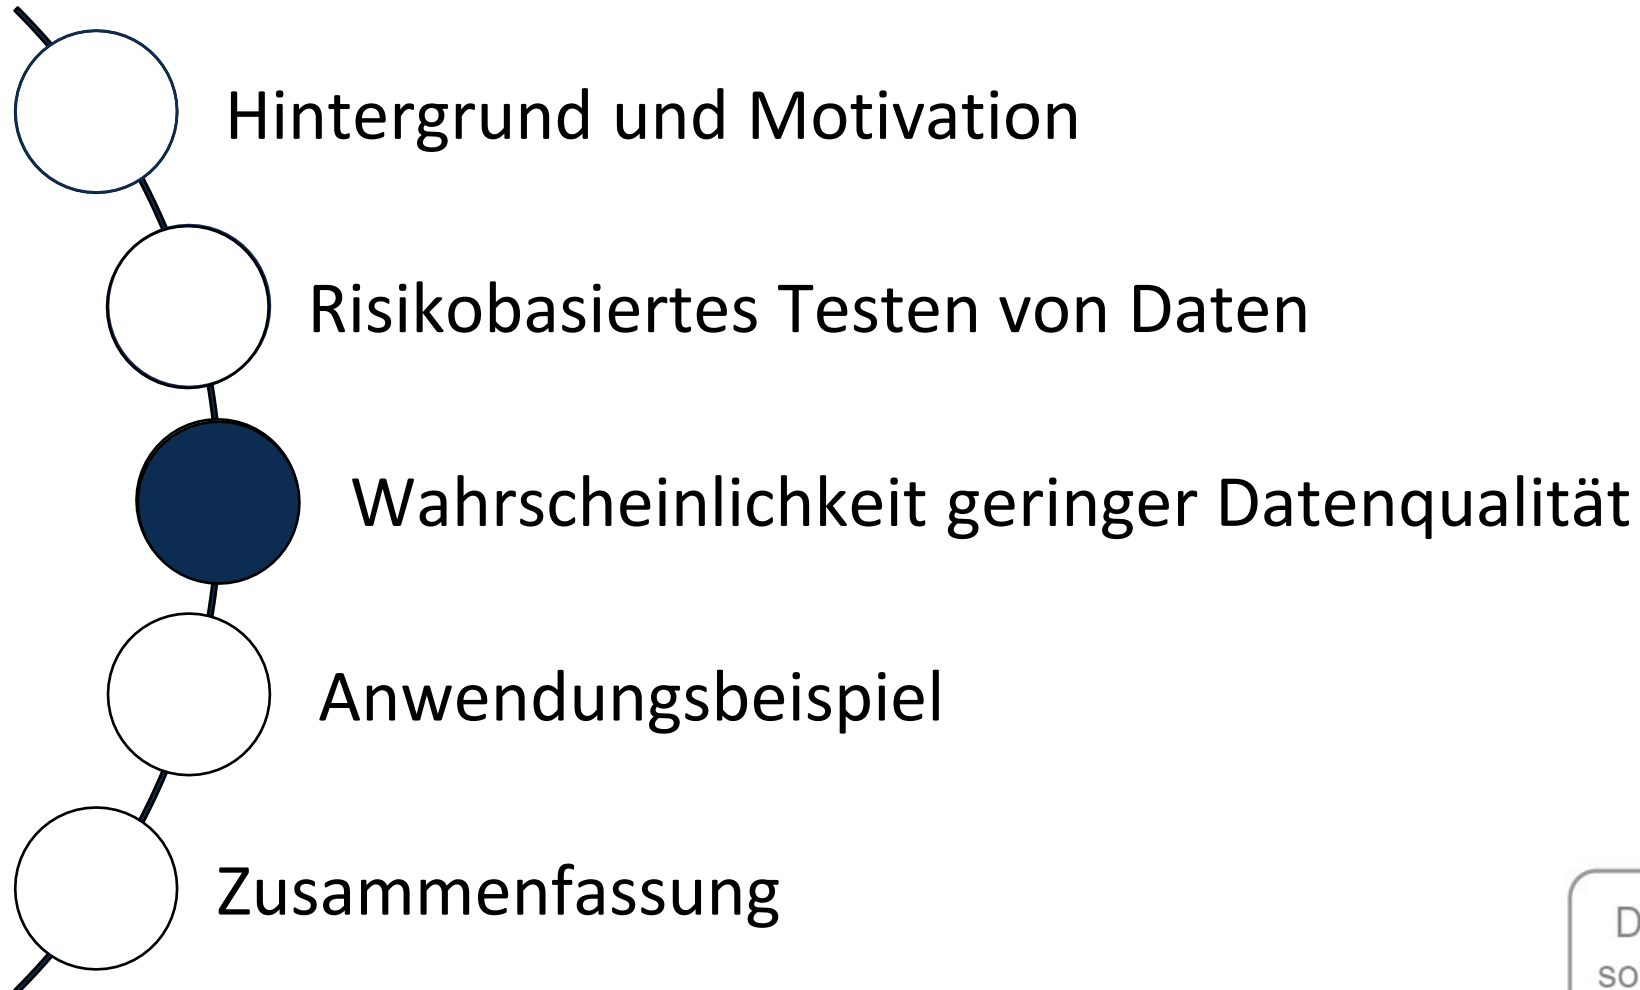 Hintergrund und Motivation
Risikobasiertes Testen von Daten
Wahrscheinlichkeit geringer Datenqualität
Anwendungsbeispiel
Zusammenfassung